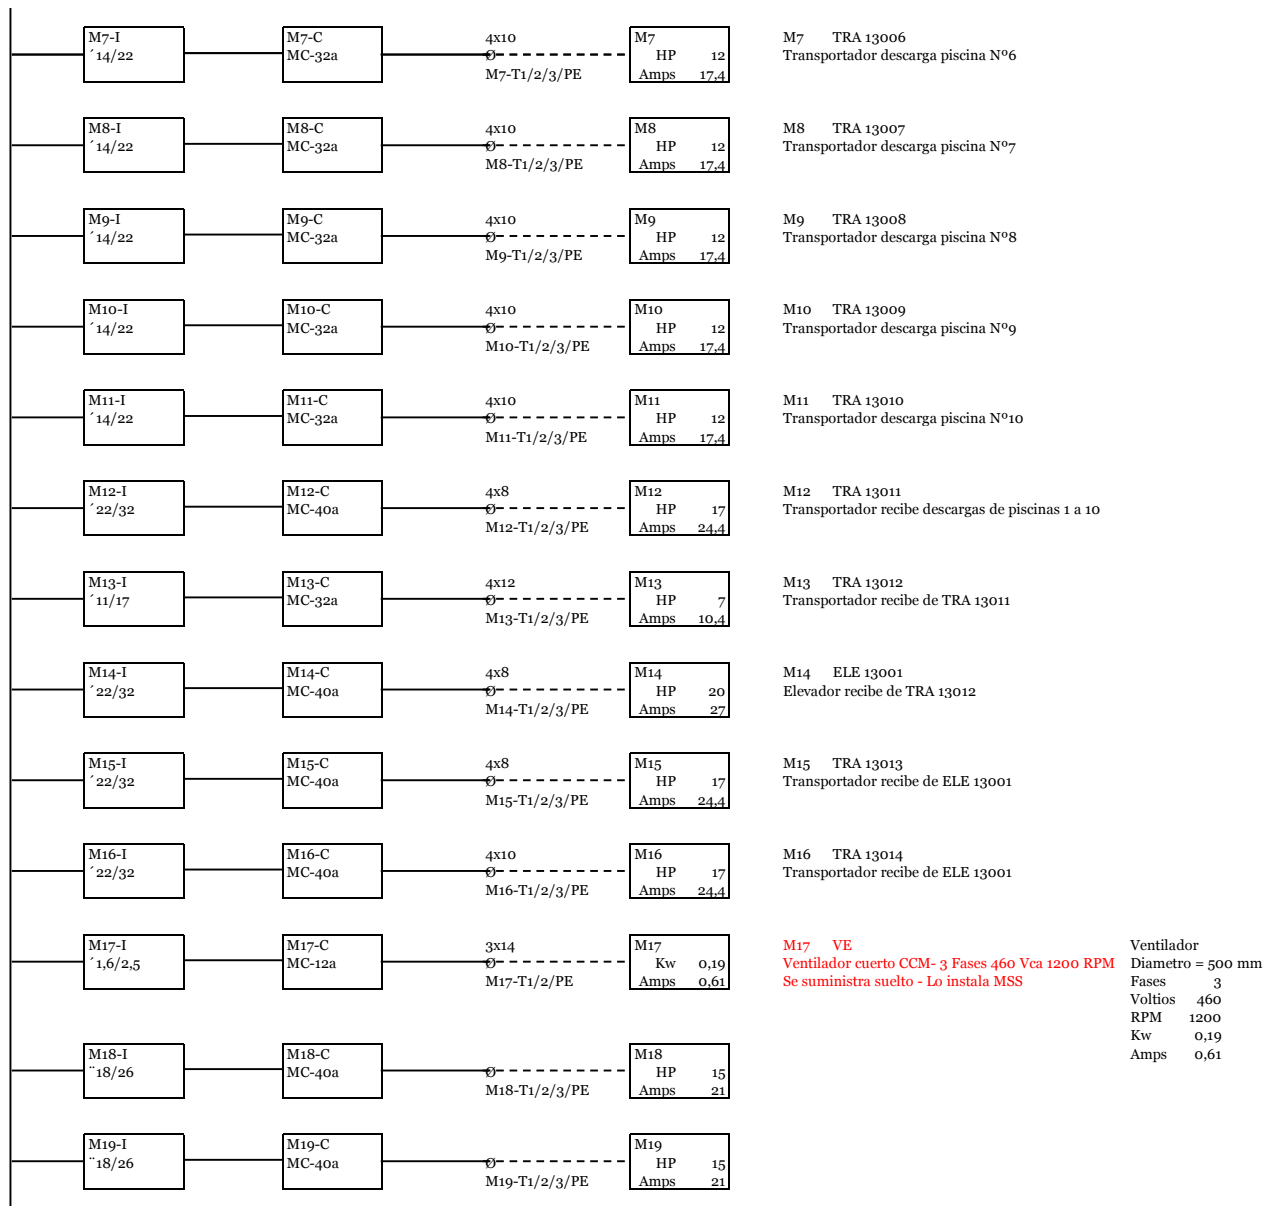 M7-I M7-C 4x10 M7 M7 TRA 13006
´14/22 MC-32a Ø HP 12 Transportador descarga piscina Nº6
M7-T1/2/3/PE Amps 17,4
M8-I M8-C 4x10 M8 M8 TRA 13007
´14/22 MC-32a Ø HP 12 Transportador descarga piscina Nº7
M8-T1/2/3/PE Amps 17,4
M9-I M9-C 4x10 M9 M9 TRA 13008
´14/22 MC-32a Ø HP 12 Transportador descarga piscina Nº8
M9-T1/2/3/PE Amps 17,4
M10-I M10-C 4x10 M10 M10 TRA 13009
´14/22 MC-32a Ø HP 12 Transportador descarga piscina Nº9
M10-T1/2/3/PE Amps 17,4
M11-I M11-C 4x10 M11 M11 TRA 13010
´14/22 MC-32a Ø HP 12 Transportador descarga piscina Nº10
M11-T1/2/3/PE Amps 17,4
M12-I M12-C 4x8 M12 M12 TRA 13011
´22/32 MC-40a Ø HP 17 Transportador recibe descargas de piscinas 1 a 10
M12-T1/2/3/PE Amps 24,4
M13-I M13-C 4x12 M13 M13 TRA 13012
´11/17 MC-32a Ø HP 7 Transportador recibe de TRA 13011
M13-T1/2/3/PE Amps 10,4
M14-I M14-C 4x8 M14 M14 ELE 13001
´22/32 MC-40a Ø HP 20 Elevador recibe de TRA 13012
M14-T1/2/3/PE Amps 27
M15-I M15-C 4x8 M15 M15 TRA 13013
´22/32 MC-40a Ø HP 17 Transportador recibe de ELE 13001
M15-T1/2/3/PE Amps 24,4
M16-I M16-C 4x10 M16 M16 TRA 13014
´22/32 MC-40a Ø HP 17 Transportador recibe de ELE 13001
M16-T1/2/3/PE Amps 24,4
M17-I M17-C 3x14 M17 M17 VE Ventilador
´1,6/2,5 MC-12a Ø Kw 0,19 Ventilador cuerto CCM- 3 Fases 460 Vca 1200 RPM Diametro = 500 mm
M17-T1/2/PE Amps 0,61 Se suministra suelto - Lo instala MSS Fases 3
Voltios 460
RPM 1200
Kw 0,19
Amps 0,61
M18-I M18-C M18
¨18/26 MC-40a Ø HP 15
M18-T1/2/3/PE Amps 21
M19-I M19-C M19
¨18/26 MC-40a Ø HP 15
M19-T1/2/3/PE Amps 21